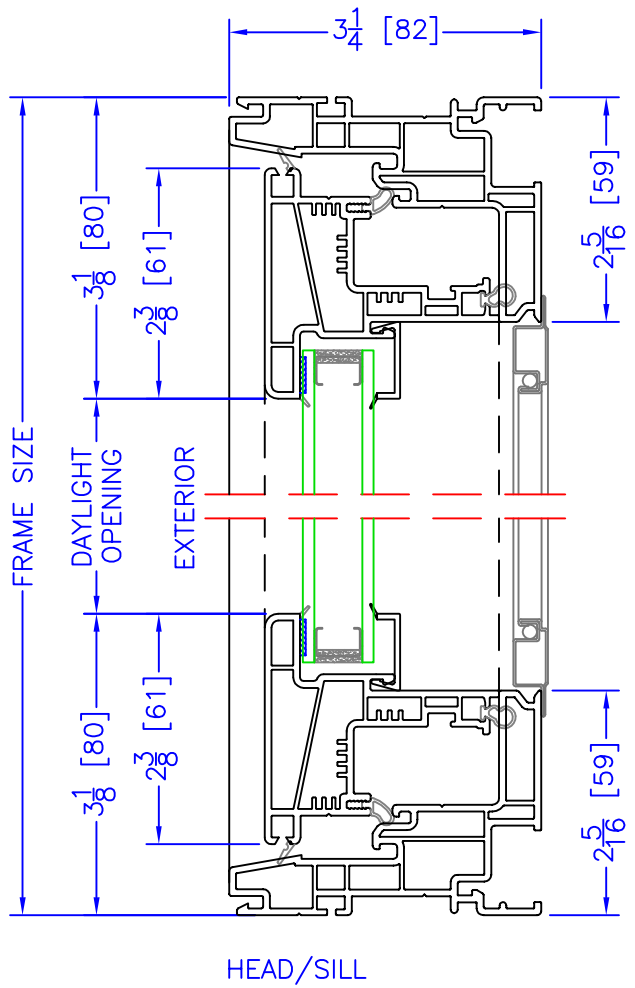 3 1/4 [82]
3 1/8 [80]
2 3/8 [61]
2 5/16 [59]
FRAME SIZE
DAYLIGHT
OPENING
EXTERIOR
3 1/8 [80]
2 3/8 [61]
2 5/16 [59]
HEAD/SILL